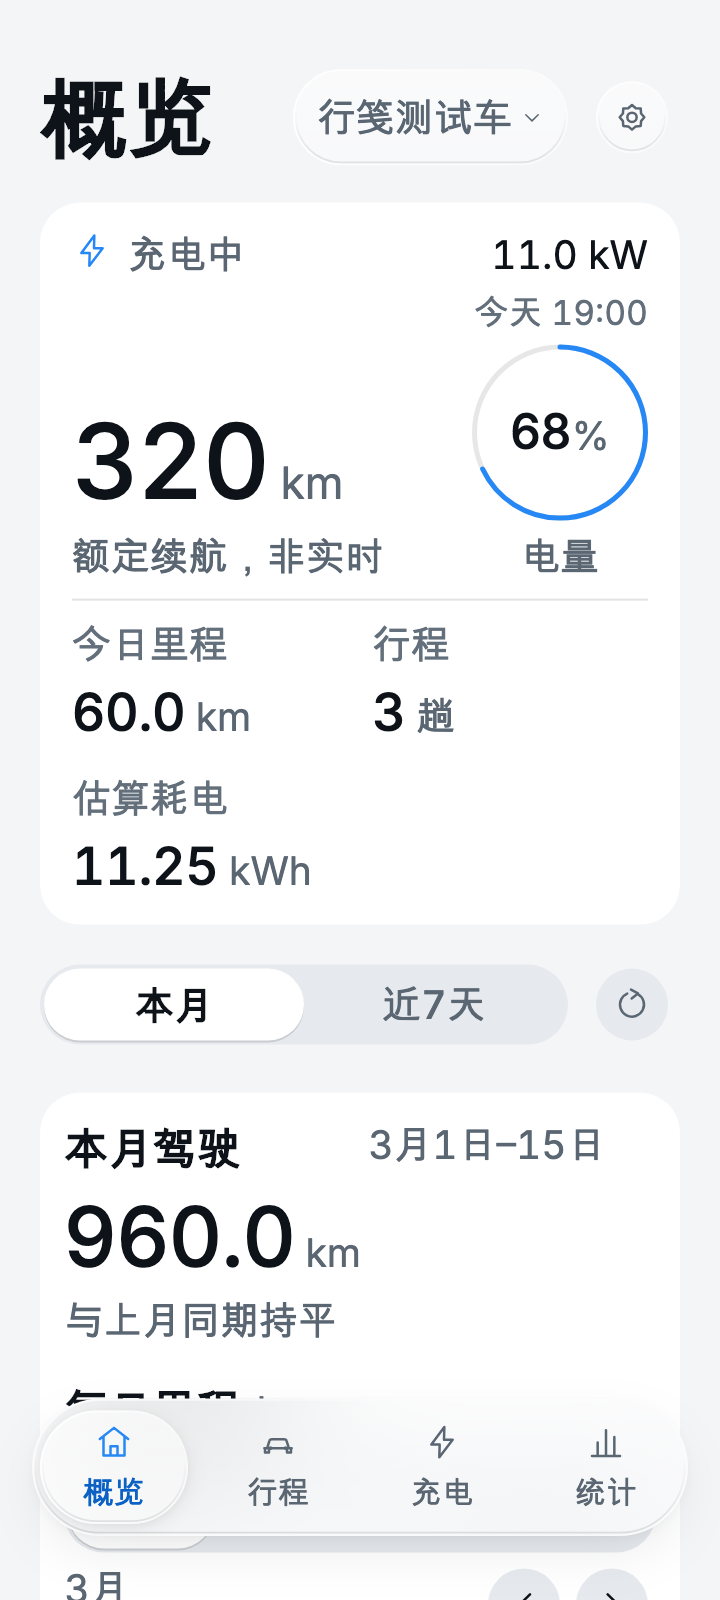 概览
行笺测试车
充电中
11.0 kW
今天 19:00
320 km
68%
额定续航，非实时
电量
今日里程
行程
60.0 km
3 趟
估算耗电
11.25 kWh
本月
近7天
本月驾驶
3月1日–15日
960.0 km
与上月同期持平
每日里程
概览
行程
充电
统计
3月